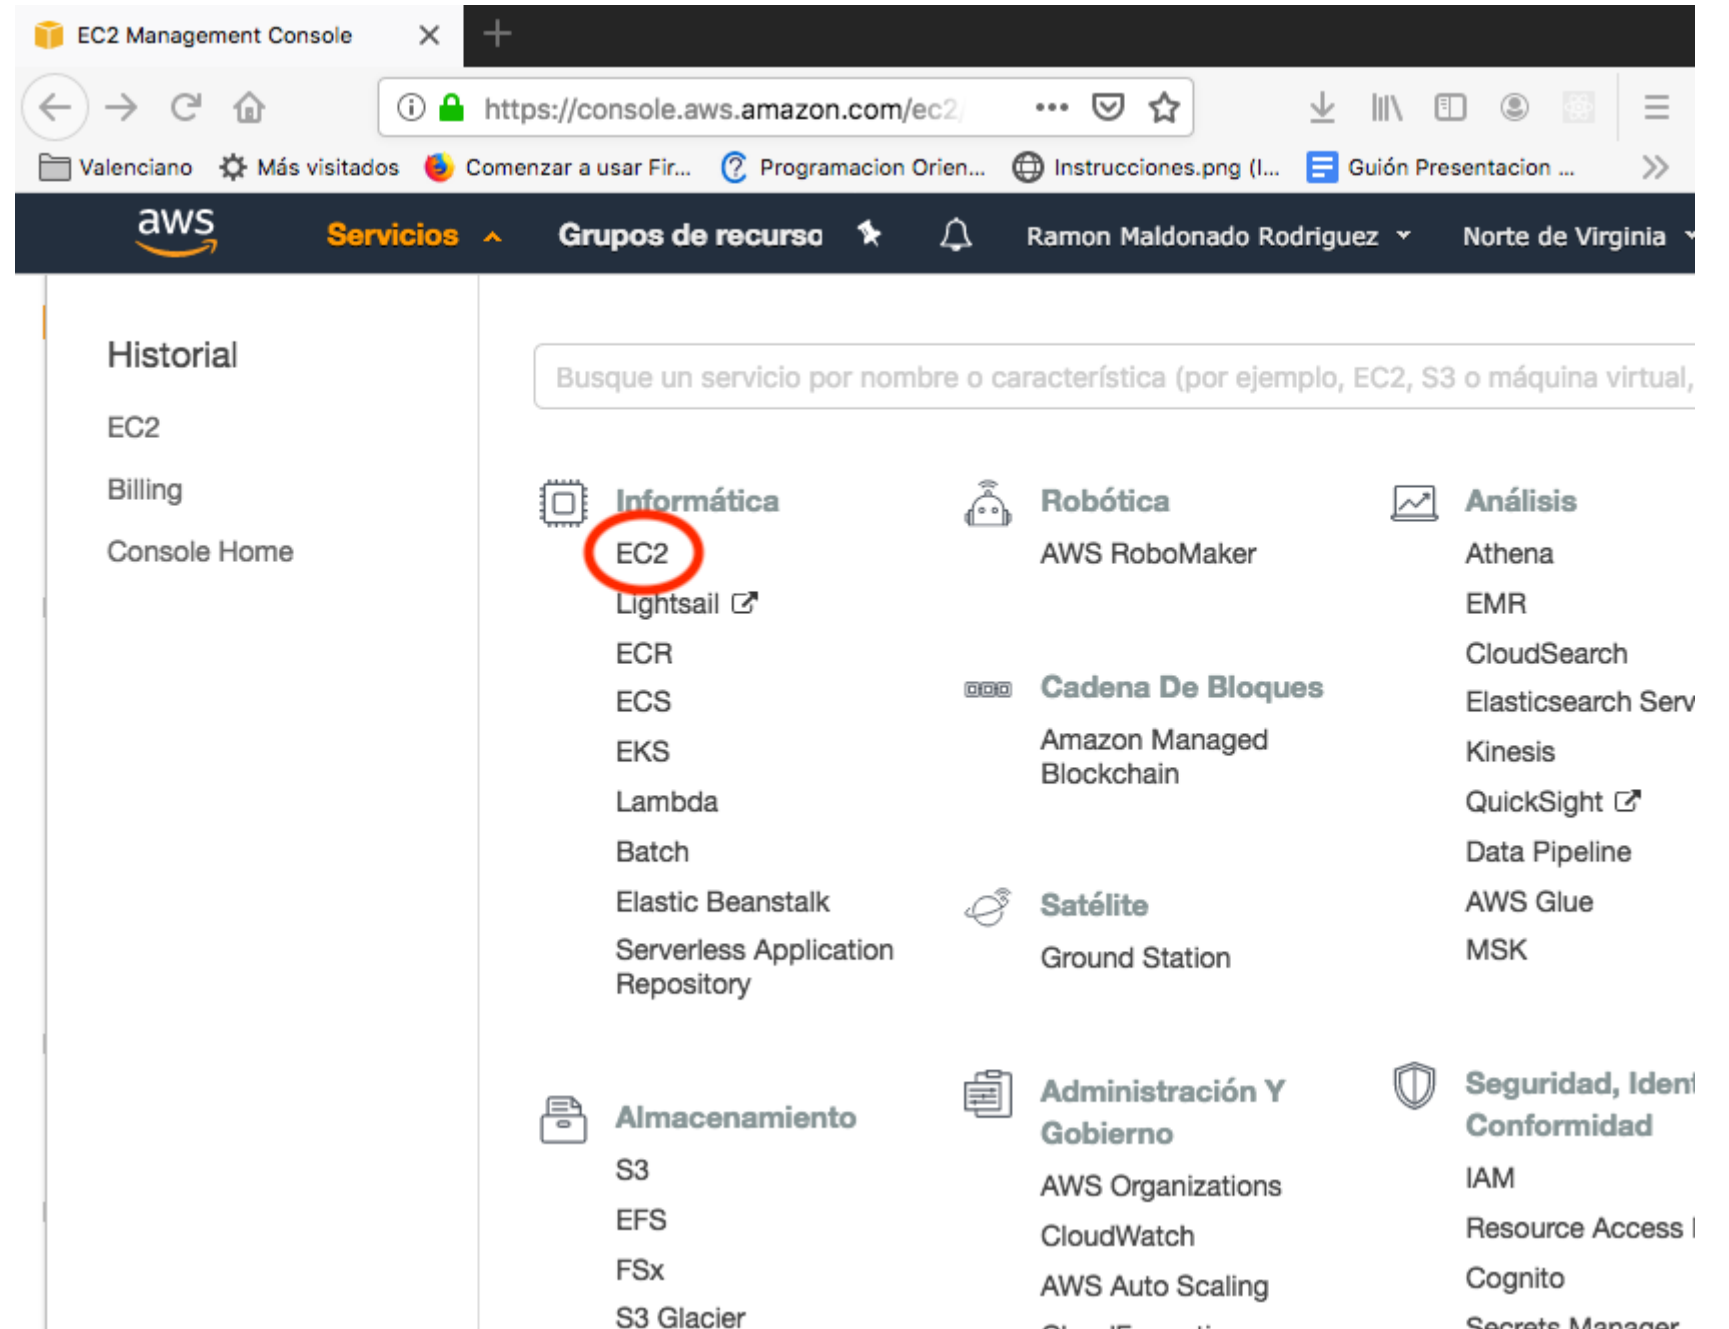 EC2 Management Console
https://console.aws.amazon.com/ec2/
Valenciano
Más visitados
Comenzar a usar Fir...
Programacion Orien...
Instrucciones.png (I...
Guión Presentacion ...
aws
Servicios
Grupos de recurso
Ramon Maldonado Rodriguez
Norte de Virginia
Historial
EC2
Billing
Console Home
Busque un servicio por nombre o característica (por ejemplo, EC2, S3 o máquina virtual,
Informática
EC2
Lightsail
ECR
ECS
EKS
Lambda
Batch
Elastic Beanstalk
Serverless Application
Repository
Almacenamiento
S3
EFS
FSx
S3 Glacier
Robótica
AWS RoboMaker
Cadena De Bloques
Amazon Managed
Blockchain
Satélite
Ground Station
Administración Y
Gobierno
AWS Organizations
CloudWatch
AWS Auto Scaling
Análisis
Athena
EMR
CloudSearch
Elasticsearch Serv
Kinesis
QuickSight
Data Pipeline
AWS Glue
MSK
Seguridad, Ident
Conformidad
IAM
Resource Access
Cognito
Secrets Manager